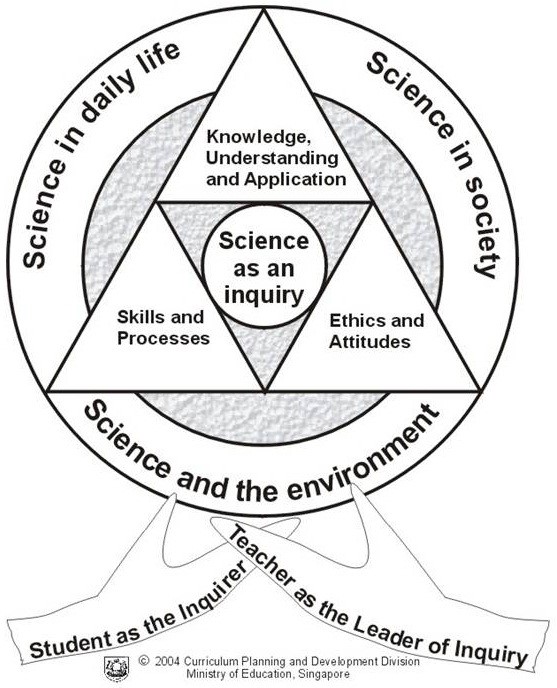 Science in daily life
Science in society
Knowledge,
Understanding
and Application
Science
as an
inquiry
Skills and
Processes
Ethics and
Attitudes
Science and the environment
Student as the Inquirer
Teacher as the Leader of Inquiry
© 2004 Curriculum Planning and Development Division
Ministry of Education, Singapore